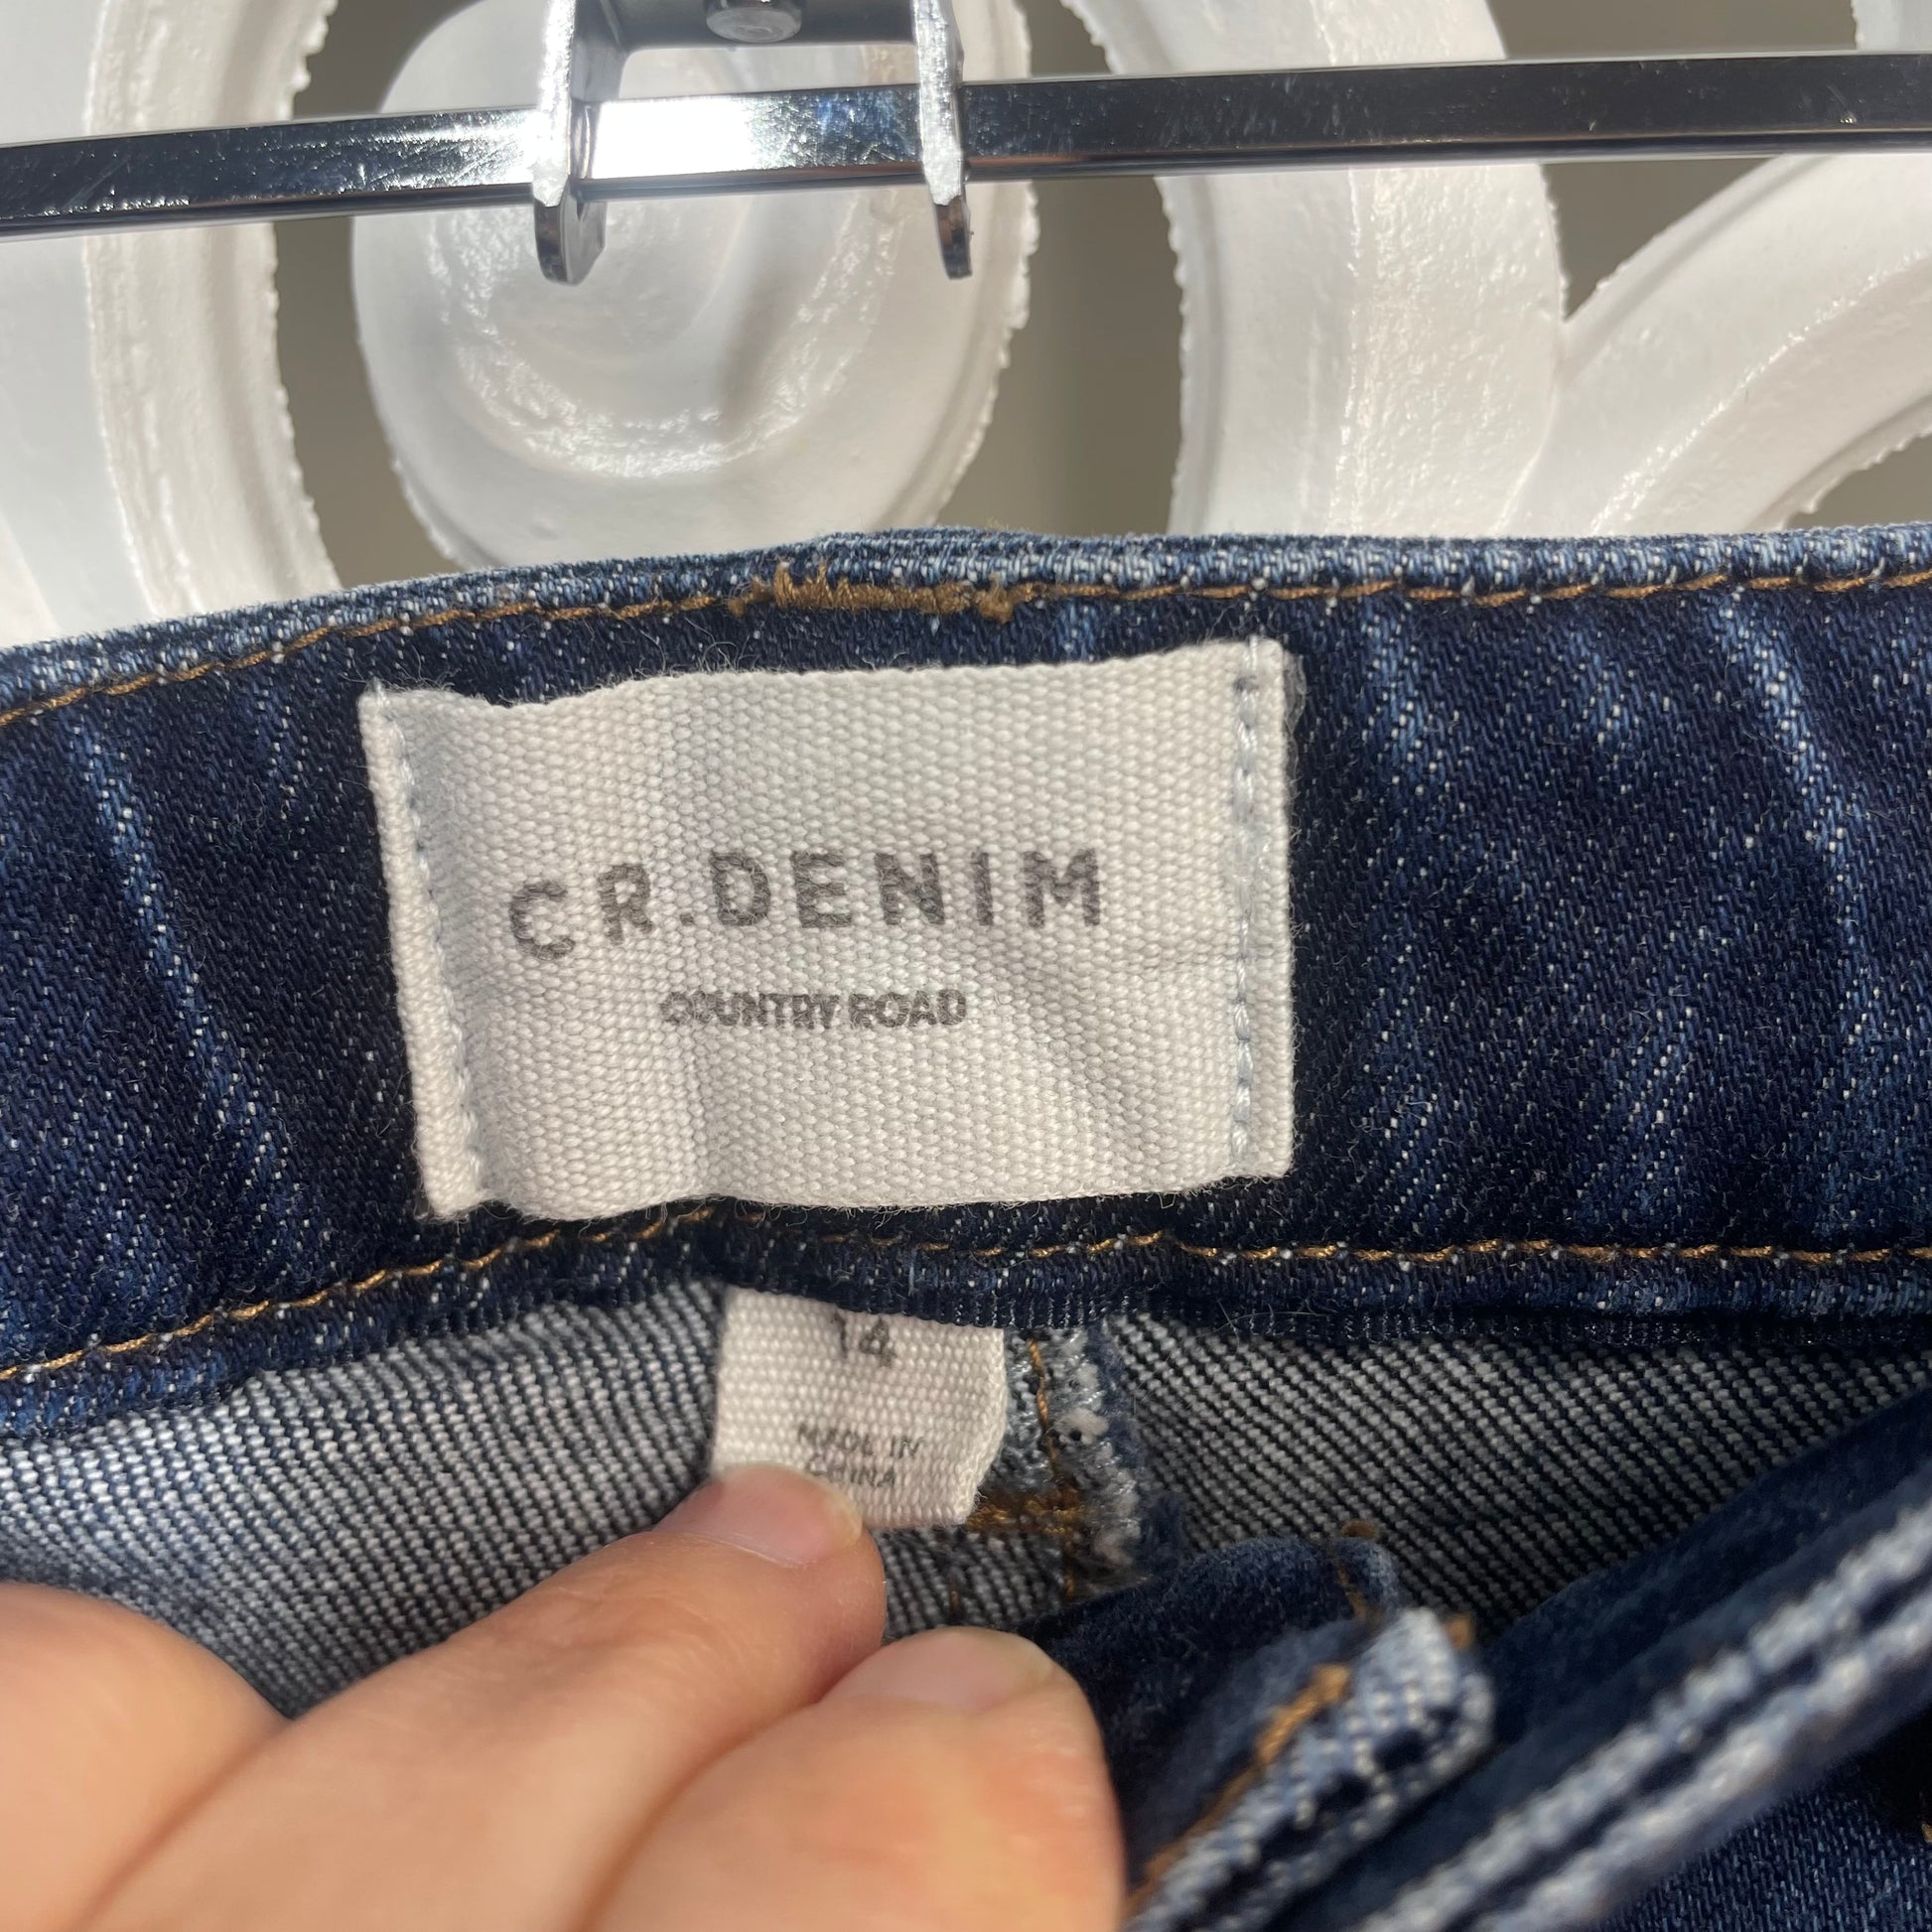 CR.DENIM
COUNTRY ROAD
14
MADE IN
CHINA